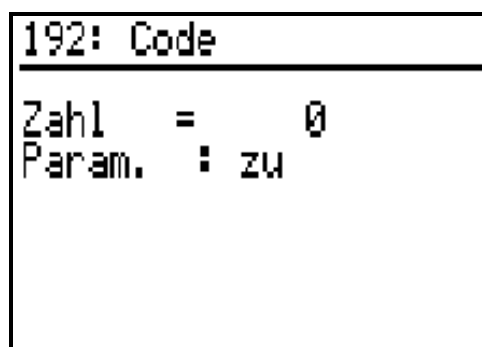 192: Code
Zahl = 0
Param. : zu